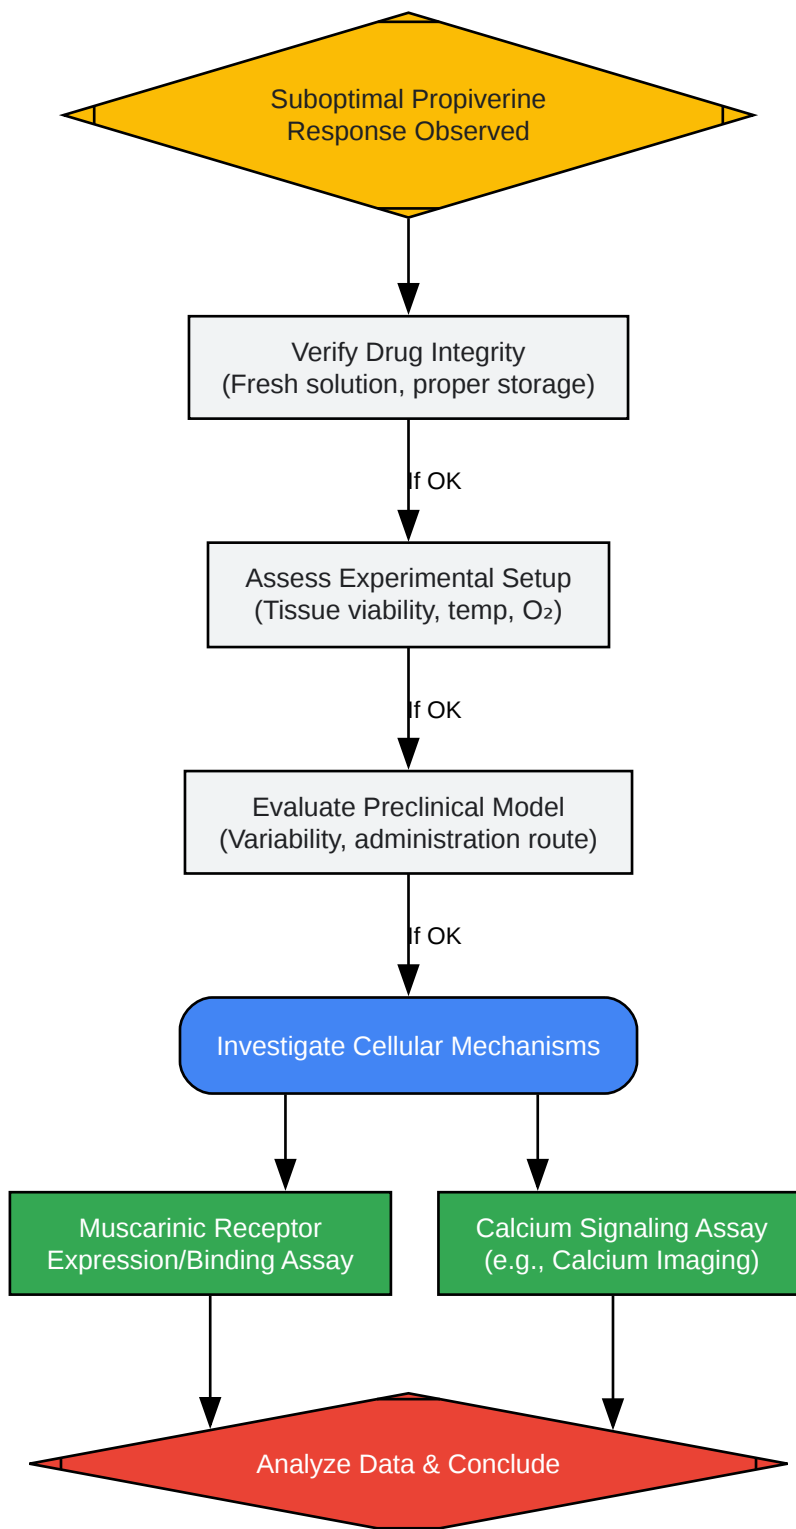 Suboptimal Propiverine
Response Observed
Verify Drug Integrity
(Fresh solution, proper storage)
If OK
Assess Experimental Setup
(Tissue viability, temp, O₂)
If OK
Evaluate Preclinical Model
(Variability, administration route)
If OK
Investigate Cellular Mechanisms
Muscarinic Receptor
Expression/Binding Assay
Calcium Signaling Assay
(e.g., Calcium Imaging)
Analyze Data & Conclude